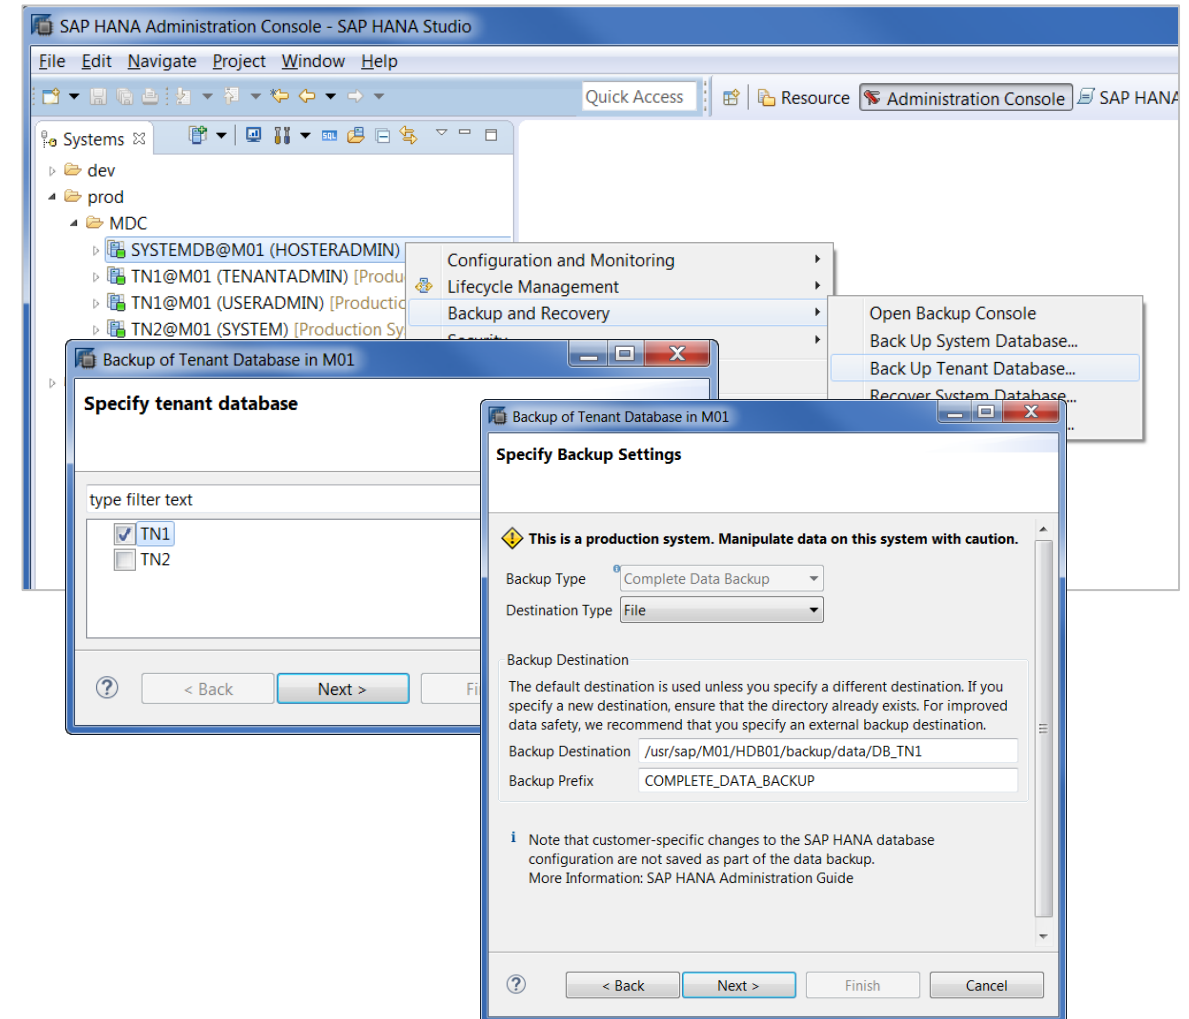 SAP HANA Administration Console - SAP HANA Studio
File Edit Navigate Project Window Help
Quick Access
Resource
Administration Console
SAP HANA
Systems
dev
prod
MDC
SYSTEMDB@M01 (HOSTERADMIN)
TN1@M01 (TENANTADMIN) [Produ
TN1@M01 (USERADMIN) [Productio
TN2@M01 (SYSTEM) [Production Sy
Configuration and Monitoring
Lifecycle Management
Backup and Recovery
Security
Open Backup Console
Back Up System Database...
Back Up Tenant Database...
Recover System Database...
Backup of Tenant Database in M01
Specify tenant database
type filter text
TN1
TN2
< Back
Next >
Fi
Backup of Tenant Database in M01
Specify Backup Settings
This is a production system. Manipulate data on this system with caution.
Backup Type Complete Data Backup
Destination Type File
Backup Destination
The default destination is used unless you specify a different destination. If you
specify a new destination, ensure that the directory already exists. For improved
data safety, we recommend that you specify an external backup destination.
Backup Destination /usr/sap/M01/HDB01/backup/data/DB_TN1
Backup Prefix COMPLETE_DATA_BACKUP
Note that customer-specific changes to the SAP HANA database
configuration are not saved as part of the data backup.
More Information: SAP HANA Administration Guide
< Back
Next >
Finish
Cancel